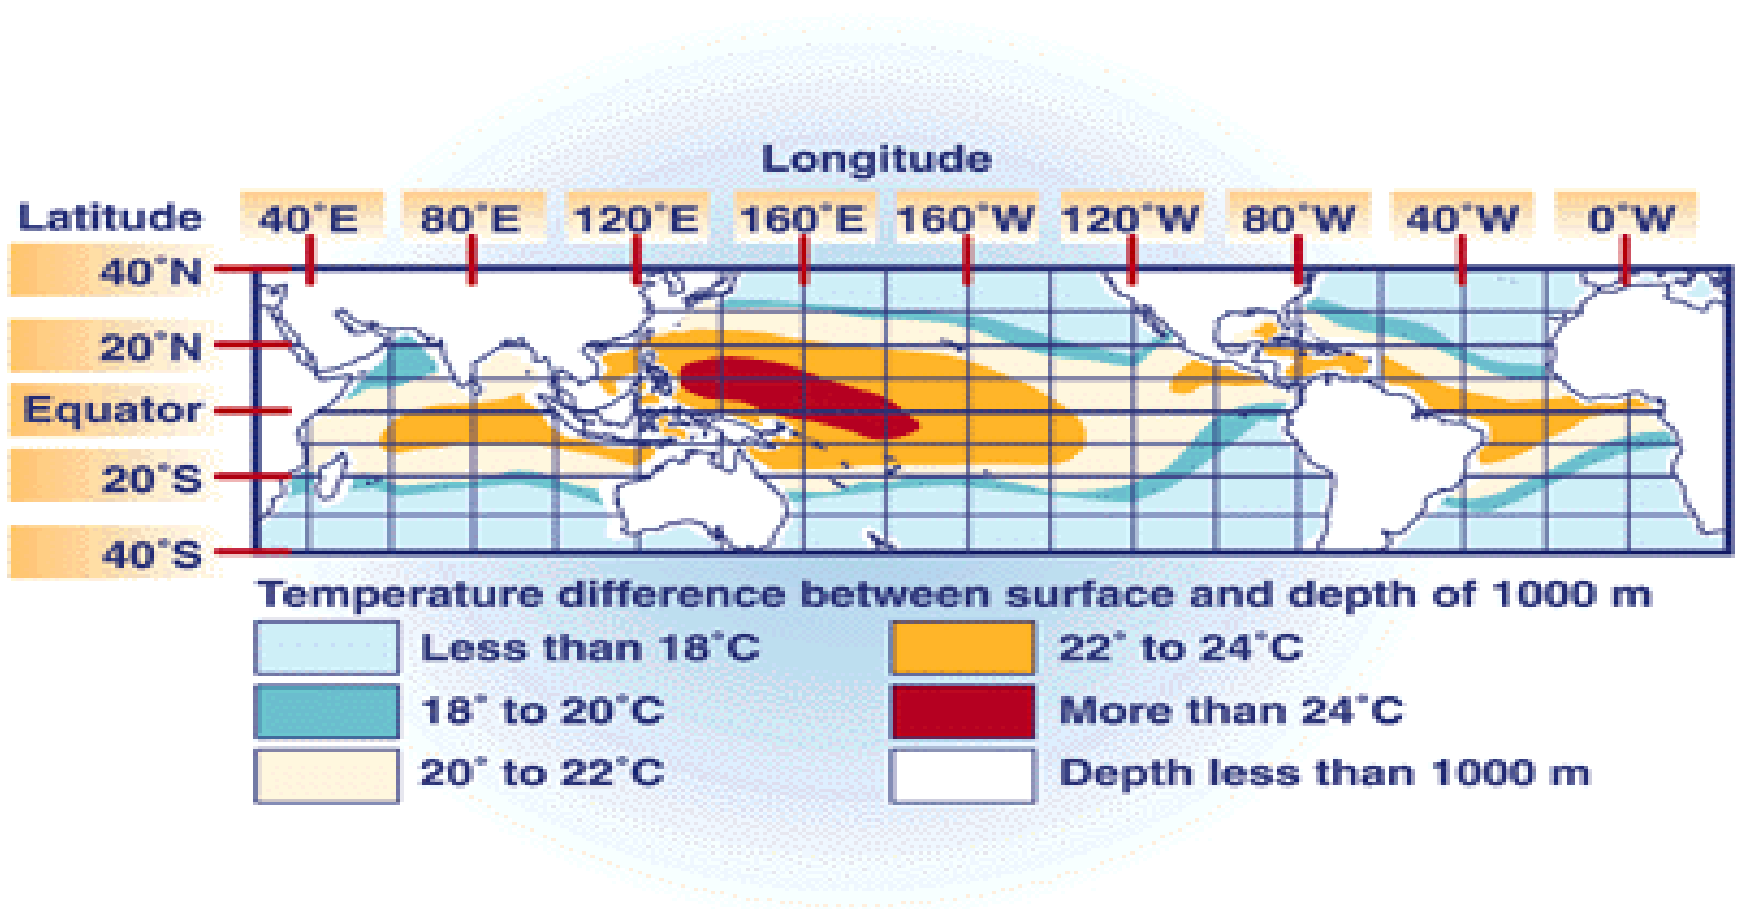 Longitude
Latitude 40°E 80°E 120°E 160°E 160°W 120°W 80°W 40°W 0°W
40°N
20°N
Equator
20°S
40°S
Temperature difference between surface and depth of 1000 m
Less than 18°C 22° to 24°C
18° to 20°C More than 24°C
20° to 22°C Depth less than 1000 m